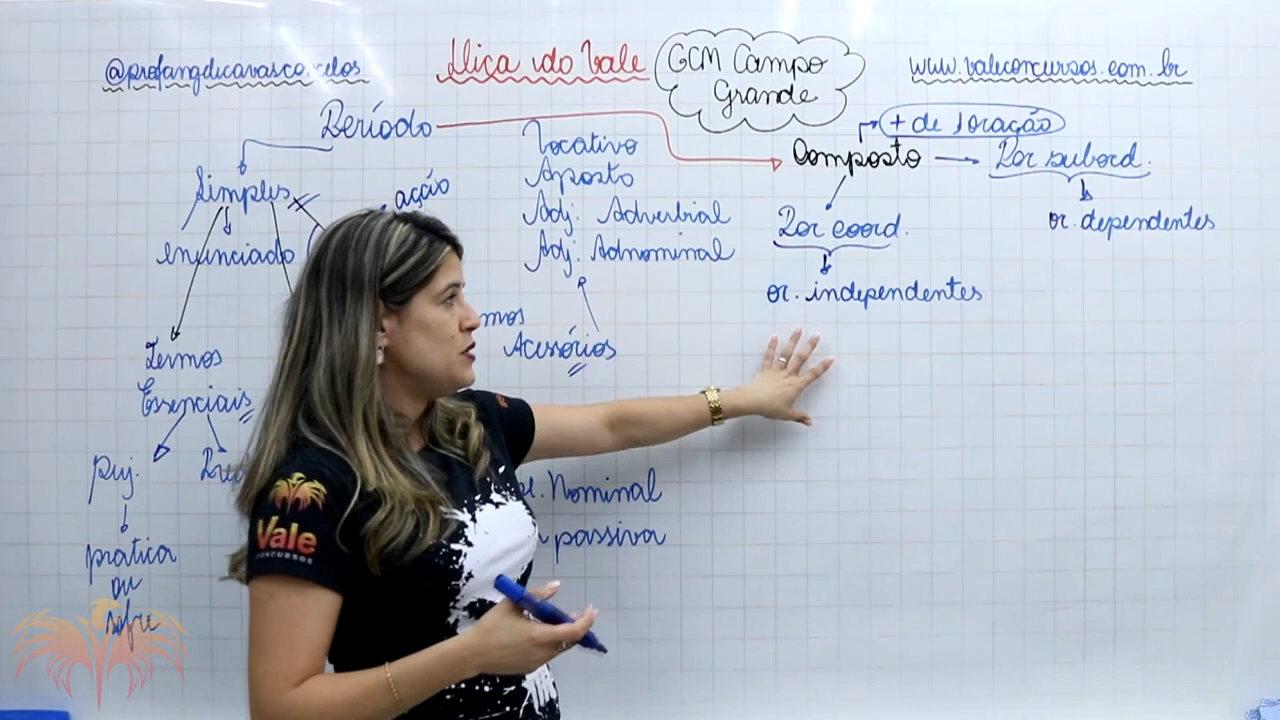 @profangelicavasconcelos
Dica do Vale
GCM Campo
Grande
www.valeconcursos.com.br
Período
+ de 1 oração
Vocativo
Composto
Por subord.
Simples
ação
Aposto
Adj. Adverbial
Adj. Adnominal
Por coord.
or. dependentes
enunciado
or. independentes
Termos
Essenciais
Acessórios
Suj.
Nominal
passiva
pratica
ou
sofre
Vale
CONCURSOS